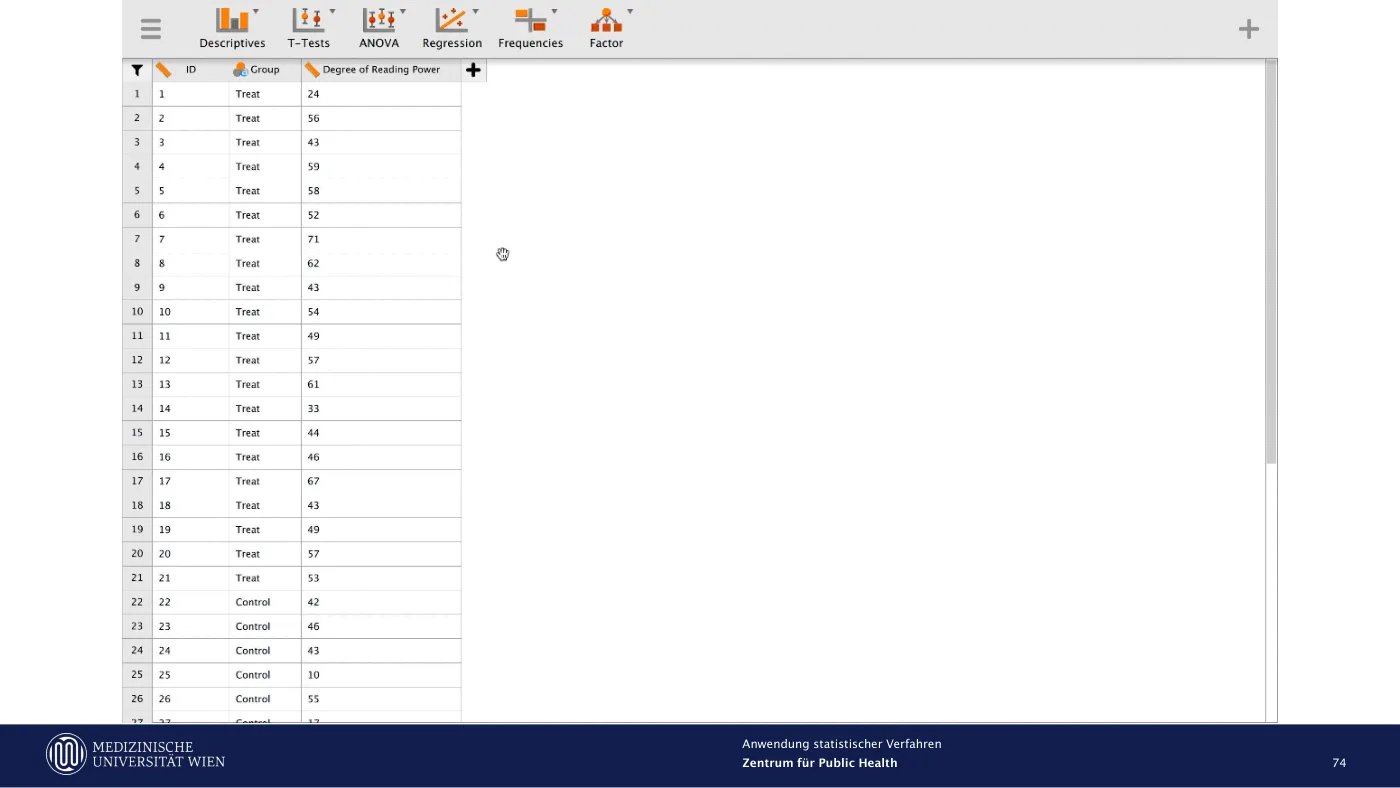 Descriptives T-Tests ANOVA Regression Frequencies Factor
ID Group Degree of Reading Power
1 1 Treat 24
2 2 Treat 56
3 3 Treat 43
4 4 Treat 59
5 5 Treat 58
6 6 Treat 52
7 7 Treat 71
8 8 Treat 62
9 9 Treat 43
10 10 Treat 54
11 11 Treat 49
12 12 Treat 57
13 13 Treat 61
14 14 Treat 33
15 15 Treat 44
16 16 Treat 46
17 17 Treat 67
18 18 Treat 43
19 19 Treat 49
20 20 Treat 57
21 21 Treat 53
22 22 Control 42
23 23 Control 46
24 24 Control 43
25 25 Control 10
26 26 Control 55
27 27 Control 17
MEDIZINISCHE
UNIVERSITÄT WIEN
Anwendung statistischer Verfahren
Zentrum für Public Health
74